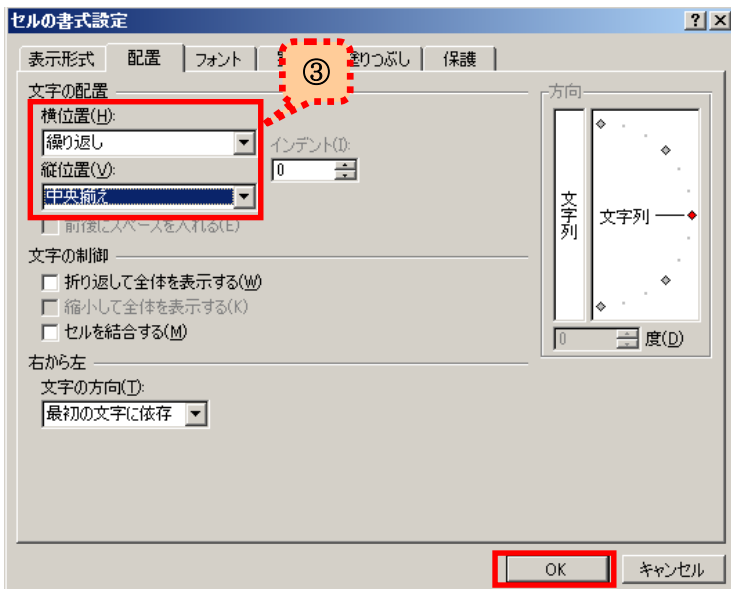 セルの書式設定
表示形式 配置 フォント 塗りつぶし 保護
③
文字の配置
横位置(H):
繰り返し
インデント(I):
縦位置(V):
0
中央揃え
前後にスペースを入れる(E)
文字の制御
折り返して全体を表示する(W)
縮小して全体を表示する(K)
セルを結合する(M)
右から左
文字の方向(T):
最初の文字に依存
方向
文字列
文字列
0 度(D)
OK キャンセル